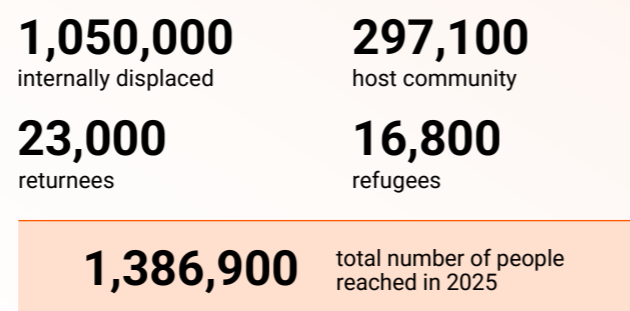 1,050,000
297,100
internally displaced
host community
23,000
16,800
returnees
refugees
1,386,900
total number of people
reached in 2025